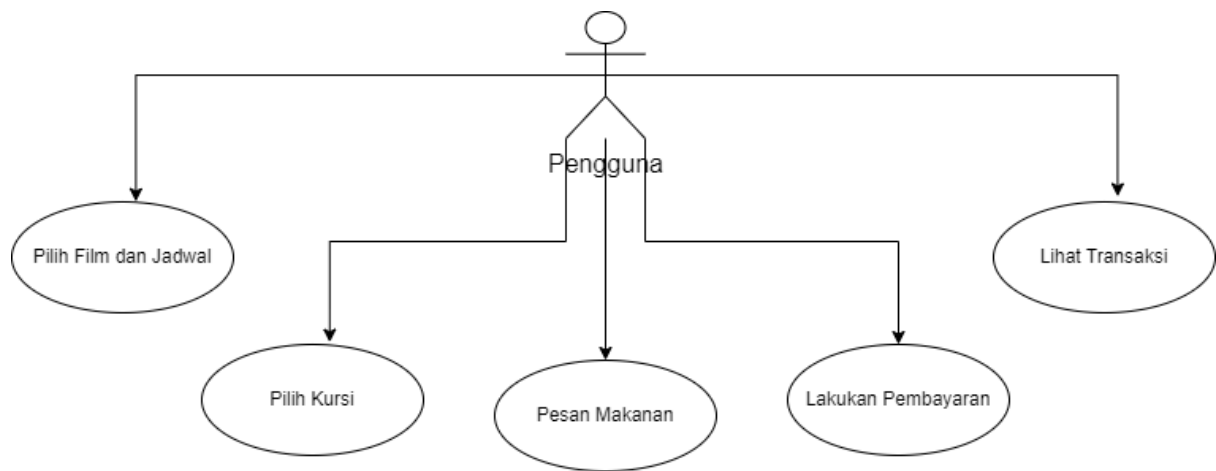 Pengguna
Pilih Film dan Jadwal
Lihat Transaksi
Pilih Kursi
Pesan Makanan
Lakukan Pembayaran